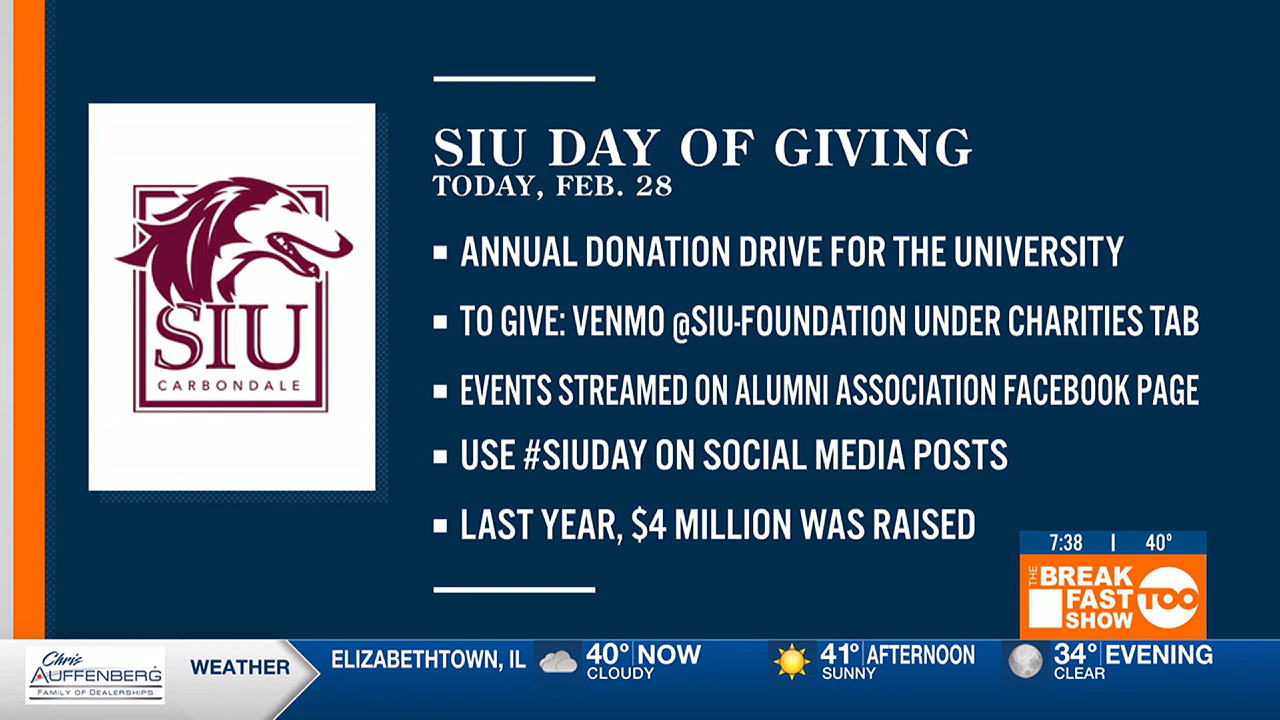 SIU DAY OF GIVING
TODAY, FEB. 28
ANNUAL DONATION DRIVE FOR THE UNIVERSITY
TO GIVE: VENMO @SIU-FOUNDATION UNDER CHARITIES TAB
EVENTS STREAMED ON ALUMNI ASSOCIATION FACEBOOK PAGE
USE #SIUDAY ON SOCIAL MEDIA POSTS
LAST YEAR, $4 MILLION WAS RAISED
SIU
CARBONDALE
7:38 | 40°
THE
BREAK
FAST
SHOW
TOO
Chris
AUFFENBERG
FAMILY OF DEALERSHIPS
WEATHER
ELIZABETHTOWN, IL
40° NOW
CLOUDY
41° AFTERNOON
SUNNY
34° EVENING
CLEAR